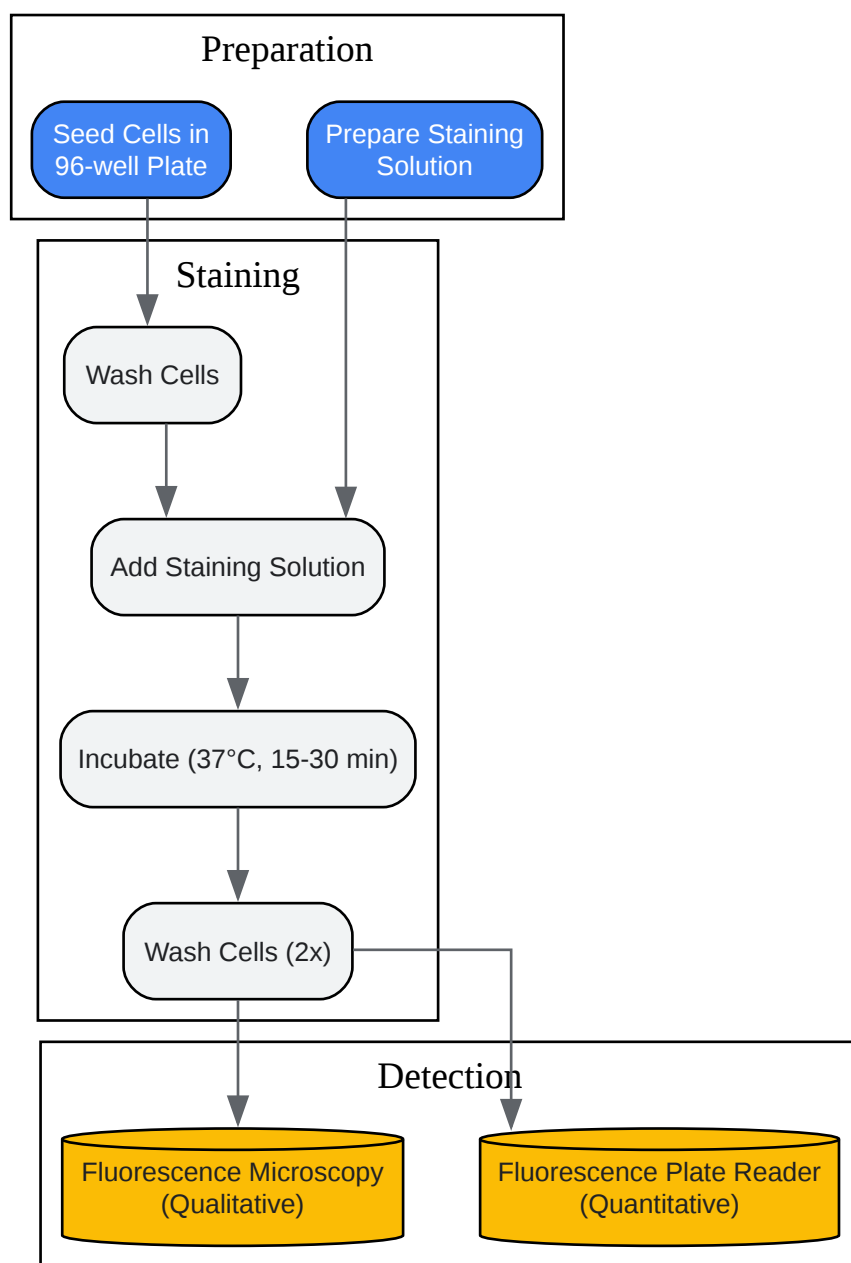 Preparation
Seed Cells in
96-well Plate
Prepare Staining
Solution
Staining
Wash Cells
Add Staining Solution
Incubate (37°C, 15-30 min)
Wash Cells (2x)
Detection
Fluorescence Microscopy
(Qualitative)
Fluorescence Plate Reader
(Quantitative)